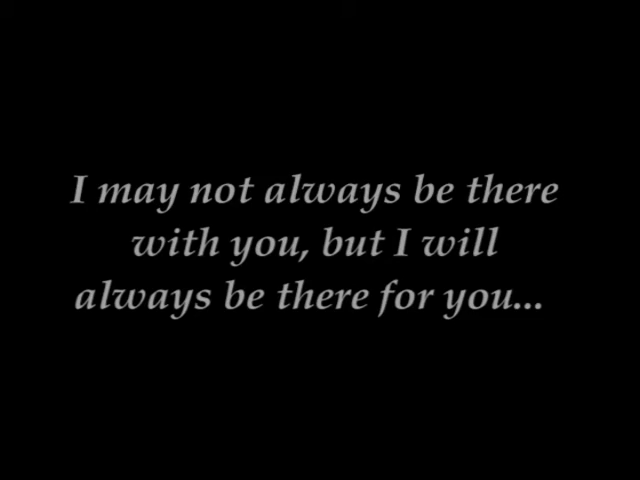 I may not always be there
with you, but I will
always be there for you...